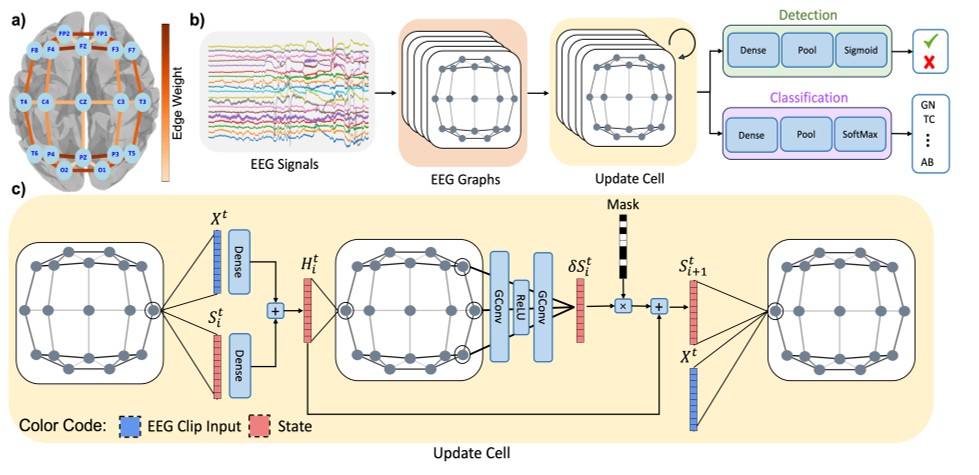 a)
FP2 FP1
F8 F4 FZ F3 F7
T4 C4 CZ C3 T3
T6 P4 PZ P3 T5
O2 O1
Edge Weight
b)
EEG Signals
EEG Graphs
Update Cell
Detection
Dense Pool Sigmoid
Classification
Dense Pool SoftMax
GN
TC
⋮
AB
c)
X^t
Dense
S_i^t
Dense
+
H_i^t
GConv
ReLU
GConv
δS_i^t
Mask
×
+
S_{i+1}^t
X^t
Color Code: EEG Clip Input State
Update Cell